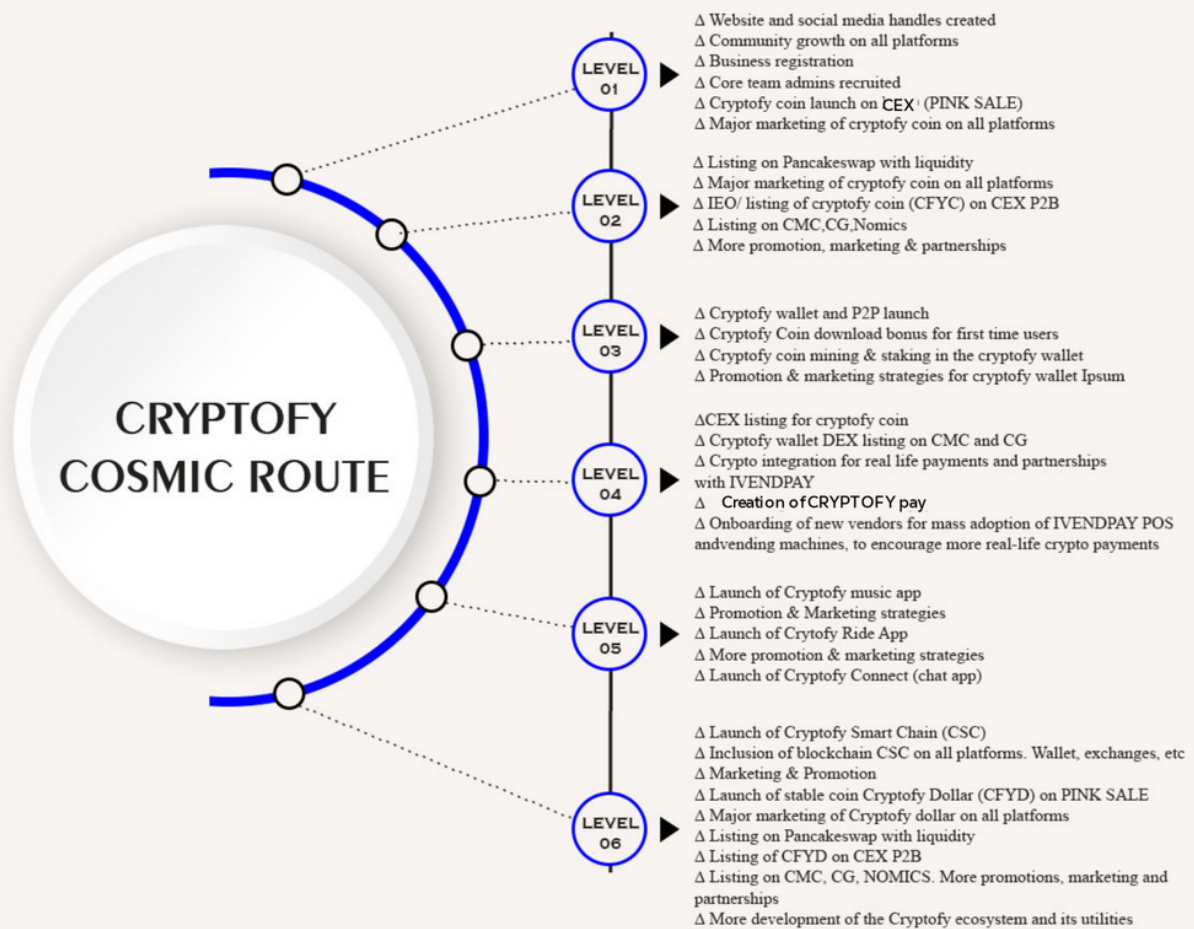 CRYPTOFY
COSMIC ROUTE
LEVEL
01
Δ Website and social media handles created
Δ Community growth on all platforms
Δ Business registration
Δ Core team admins recruited
Δ Cryptofy coin launch on CEX (PINK SALE)
Δ Major marketing of cryptofy coin on all platforms
LEVEL
02
Δ Listing on Pancakeswap with liquidity
Δ Major marketing of cryptofy coin on all platforms
Δ IEO/ listing of cryptofy coin (CFYC) on CEX P2B
Δ Listing on CMC,CG,Nomics
Δ More promotion, marketing & partnerships
LEVEL
03
Δ Cryptofy wallet and P2P launch
Δ Cryptofy Coin download bonus for first time users
Δ Cryptofy coin mining & staking in the cryptofy wallet
Δ Promotion & marketing strategies for cryptofy wallet Ipsum
LEVEL
04
ΔCEX listing for cryptofy coin
Δ Cryptofy wallet DEX listing on CMC and CG
Δ Crypto integration for real life payments and partnerships
with IVENDPAY
Δ Creation of CRYPTOFY pay
Δ Onboarding of new vendors for mass adoption of IVENDPAY POS
andvending machines, to encourage more real-life crypto payments
LEVEL
05
Δ Launch of Cryptofy music app
Δ Promotion & Marketing strategies
Δ Launch of Crytofy Ride App
Δ More promotion & marketing strategies
Δ Launch of Cryptofy Connect (chat app)
LEVEL
06
Δ Launch of Cryptofy Smart Chain (CSC)
Δ Inclusion of blockchain CSC on all platforms. Wallet, exchanges, etc
Δ Marketing & Promotion
Δ Launch of stable coin Cryptofy Dollar (CFYD) on PINK SALE
Δ Major marketing of Cryptofy dollar on all platforms
Δ Listing on Pancakeswap with liquidity
Δ Listing of CFYD on CEX P2B
Δ Listing on CMC, CG, NOMICS. More promotions, marketing and
partnerships
Δ More development of the Cryptofy ecosystem and its utilities